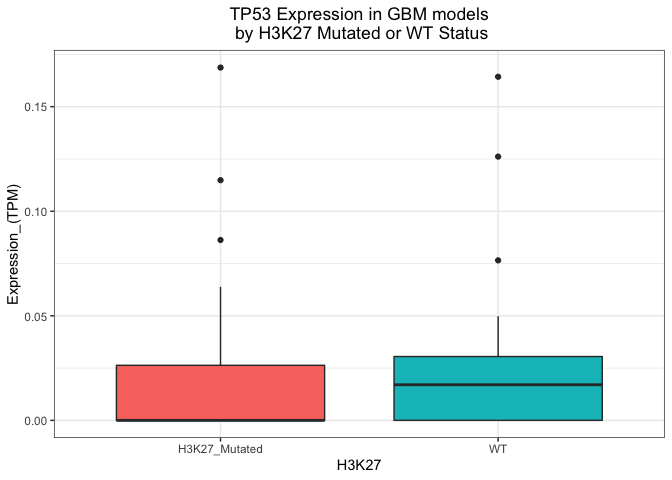 TP53 Expression in GBM models
by H3K27 Mutated or WT Status
0.15
0.10
0.05
0.00
Expression_(TPM)
H3K27_Mutated
WT
H3K27